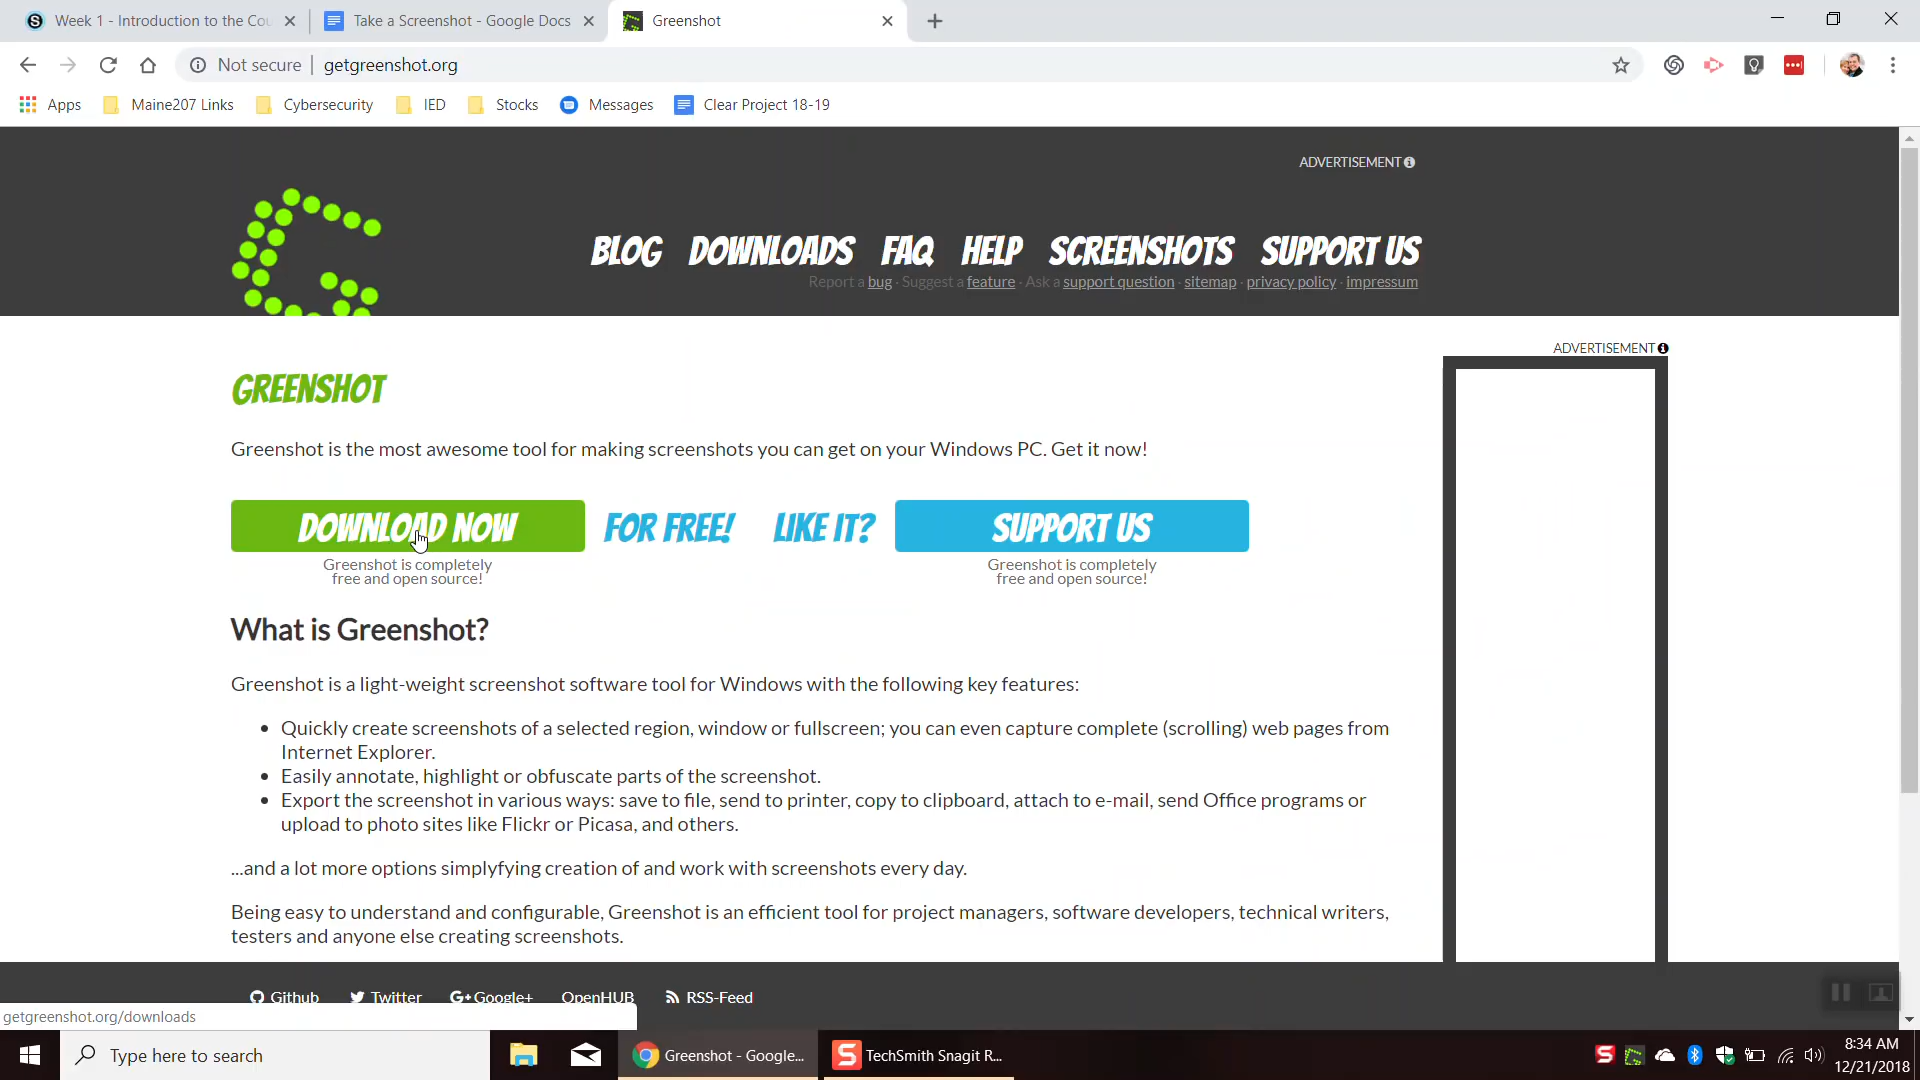 Week 1 - Introduction to the Cou
Take a Screenshot - Google Docs
Greenshot
Not secure | getgreenshot.org
Apps
Maine207 Links
Cybersecurity
IED
Stocks
Messages
Clear Project 18-19
ADVERTISEMENT
BLOG DOWNLOADS FAQ HELP SCREENSHOTS SUPPORT US
Report a bug · Suggest a feature · Ask a support question · sitemap · privacy policy · impressum
ADVERTISEMENT
GREENSHOT
Greenshot is the most awesome tool for making screenshots you can get on your Windows PC. Get it now!
DOWNLOAD NOW FOR FREE! LIKE IT? SUPPORT US
Greenshot is completely
free and open source!
Greenshot is completely
free and open source!
What is Greenshot?
Greenshot is a light-weight screenshot software tool for Windows with the following key features:
Quickly create screenshots of a selected region, window or fullscreen; you can even capture complete (scrolling) web pages from
Internet Explorer.
Easily annotate, highlight or obfuscate parts of the screenshot.
Export the screenshot in various ways: save to file, send to printer, copy to clipboard, attach to e-mail, send Office programs or
upload to photo sites like Flickr or Picasa, and others.
...and a lot more options simplyfying creation of and work with screenshots every day.
Being easy to understand and configurable, Greenshot is an efficient tool for project managers, software developers, technical writers,
testers and anyone else creating screenshots.
Github
Twitter
Google+
OpenHUB
RSS-Feed
getgreenshot.org/downloads
Type here to search
Greenshot - Google...
TechSmith Snagit R...
8:34 AM
12/21/2018